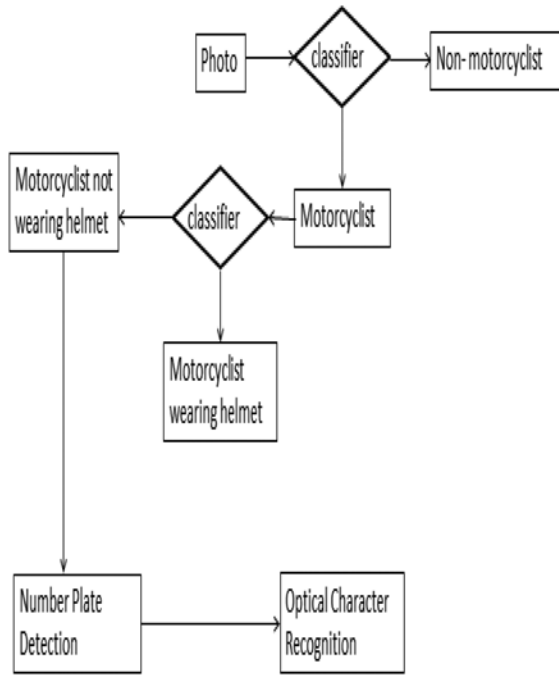 Photo
classifier
Non- motorcyclist
Motorcyclist
classifier
Motorcyclist not
wearing helmet
Motorcyclist
wearing helmet
Number Plate
Detection
Optical Character
Recognition